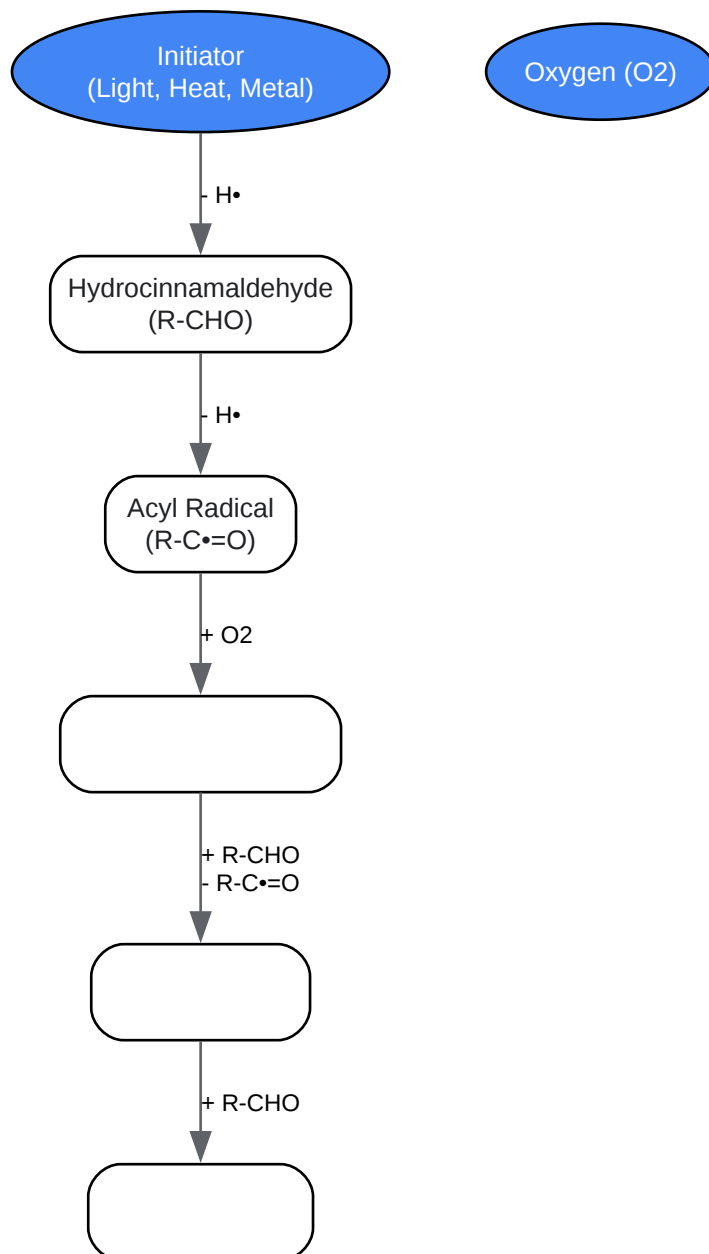 Initiator
(Light, Heat, Metal)
Oxygen (O2)
- H•
Hydrocinnamaldehyde
(R-CHO)
- H•
Acyl Radical
(R-C•=O)
+ O2
+ R-CHO
- R-C•=O
+ R-CHO